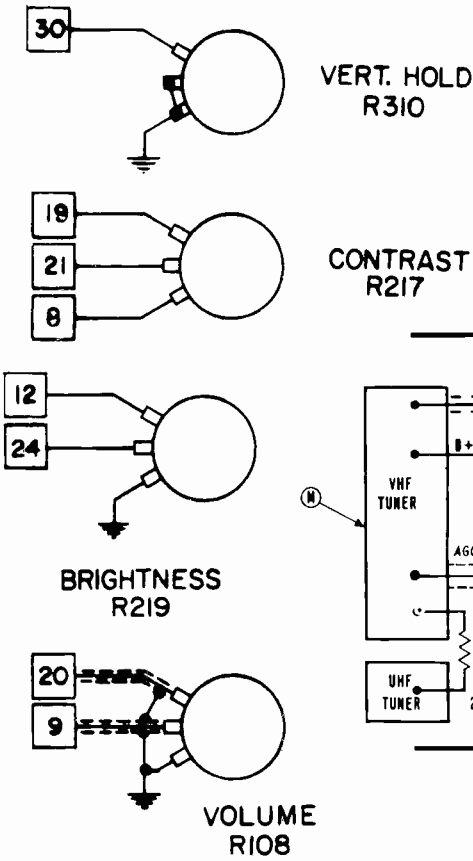 30
VERT. HOLD
R310
19
21
8
CONTRAST
R217
12
24
BRIGHTNESS
R219
B+
VHF
TUNER
M
AGC
UHF
TUNER
20
9
VOLUME
R108